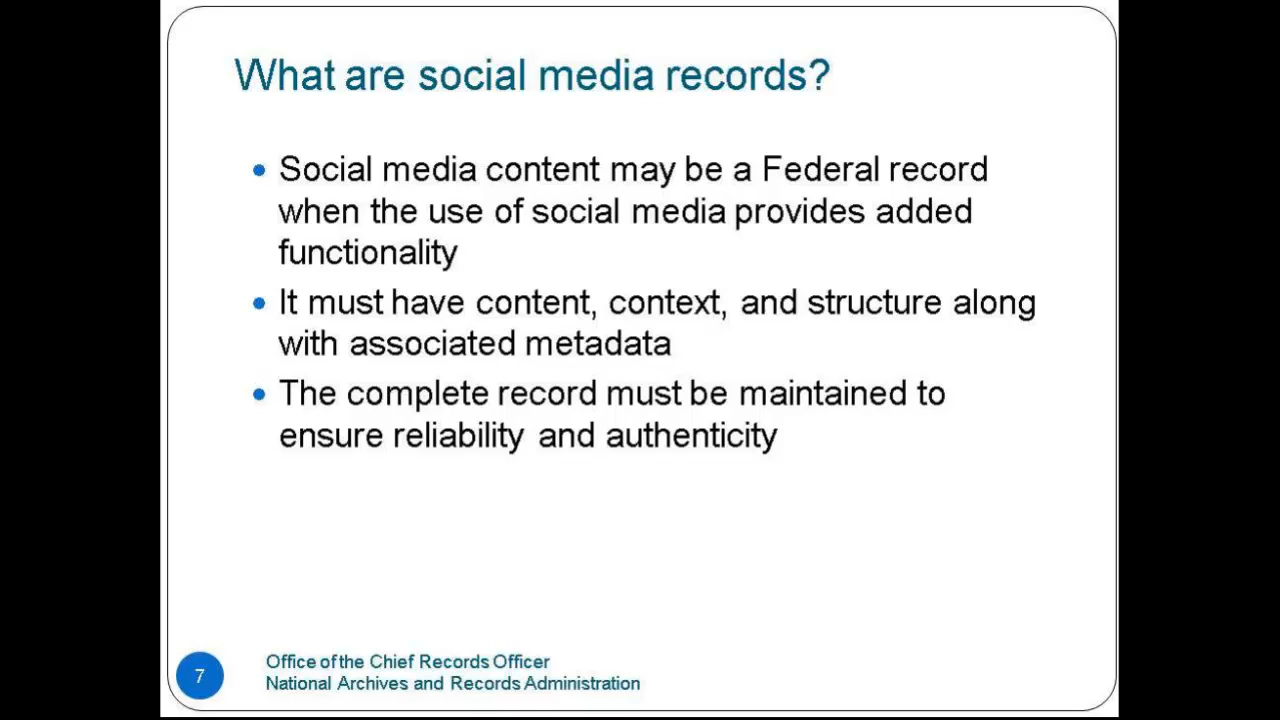 What are social media records?
• Social media content may be a Federal record
when the use of social media provides added
functionality
• It must have content, context, and structure along
with associated metadata
• The complete record must be maintained to
ensure reliability and authenticity
7
Office of the Chief Records Officer
National Archives and Records Administration